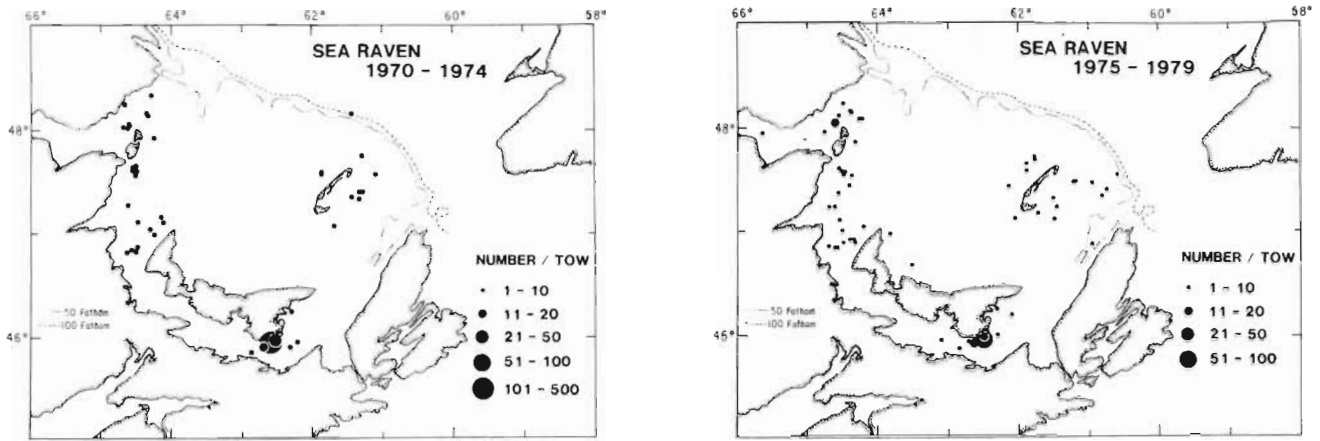 66° 64° 62° 60° 58°
SEA RAVEN
1970 - 1974
48°
NUMBER / TOW
1 - 10
50 Fathom
11 - 20
100 Fathom
46°
21 - 50
51 - 100
101 - 500
66° 64° 62° 60° 58°
SEA RAVEN
1975 - 1979
48°
NUMBER / TOW
1 - 10
50 Fathom
11 - 20
100 Fathom
46°
21 - 50
51 - 100